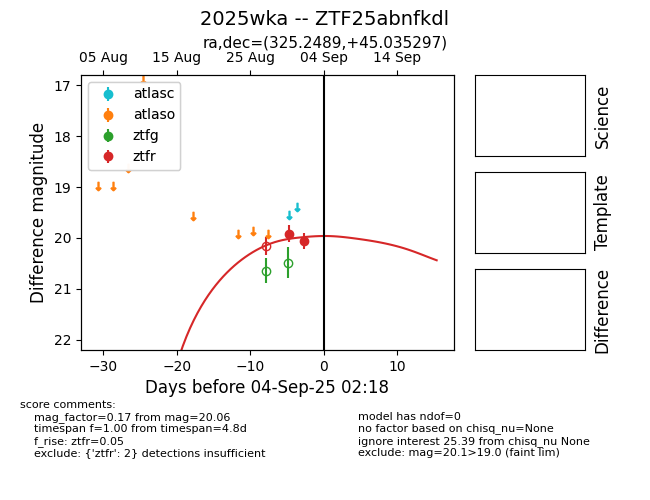 2025wka -- ZTF25abnfkdl
ra,dec=(325.2489,+45.035297)
05 Aug
15 Aug
25 Aug
04 Sep
14 Sep
17
18
19
20
21
22
Difference magnitude
atlasc
atlaso
ztfg
ztfr
−30
−20
−10
0
10
Days before 04-Sep-25 02:18
Science
Template
Difference
score comments:
mag_factor=0.17 from mag=20.06
timespan f=1.00 from timespan=4.8d
f_rise: ztfr=0.05
exclude: {'ztfr': 2} detections insufficient
model has ndof=0
no factor based on chisq_nu=None
ignore interest 25.39 from chisq_nu None
exclude: mag=20.1>19.0 (faint lim)